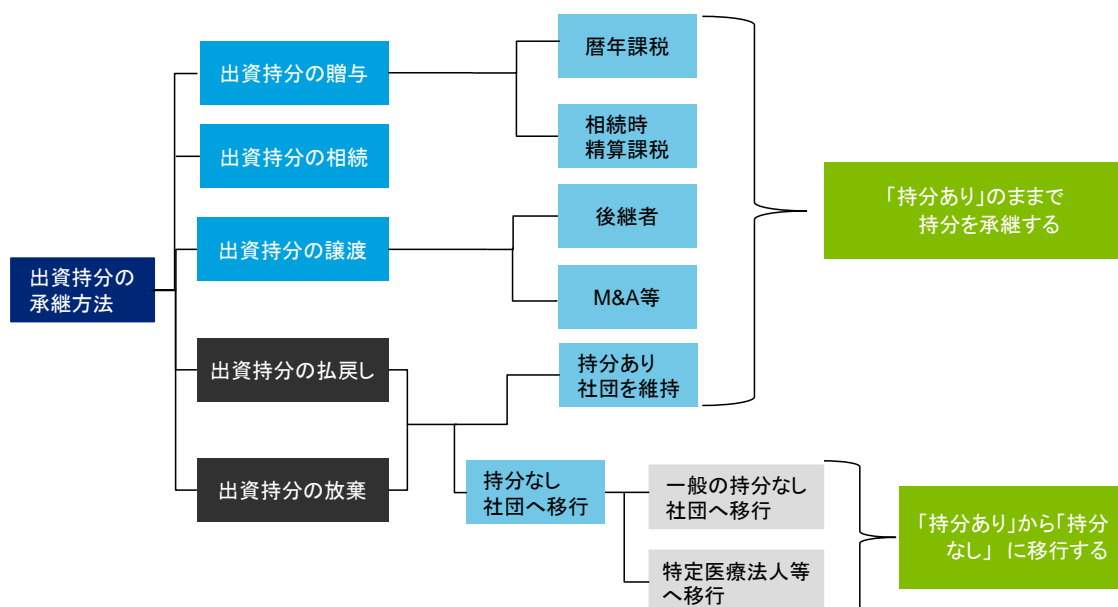 出資持分の
承継方法
出資持分の贈与
出資持分の相続
出資持分の譲渡
出資持分の払戻し
出資持分の放棄
暦年課税
相続時
精算課税
後継者
M&A等
持分あり
社団を維持
持分なし
社団へ移行
一般の持分なし
社団へ移行
特定医療法人等
へ移行
「持分あり」のままで
持分を承継する
「持分あり」から「持分
なし」 に移行する